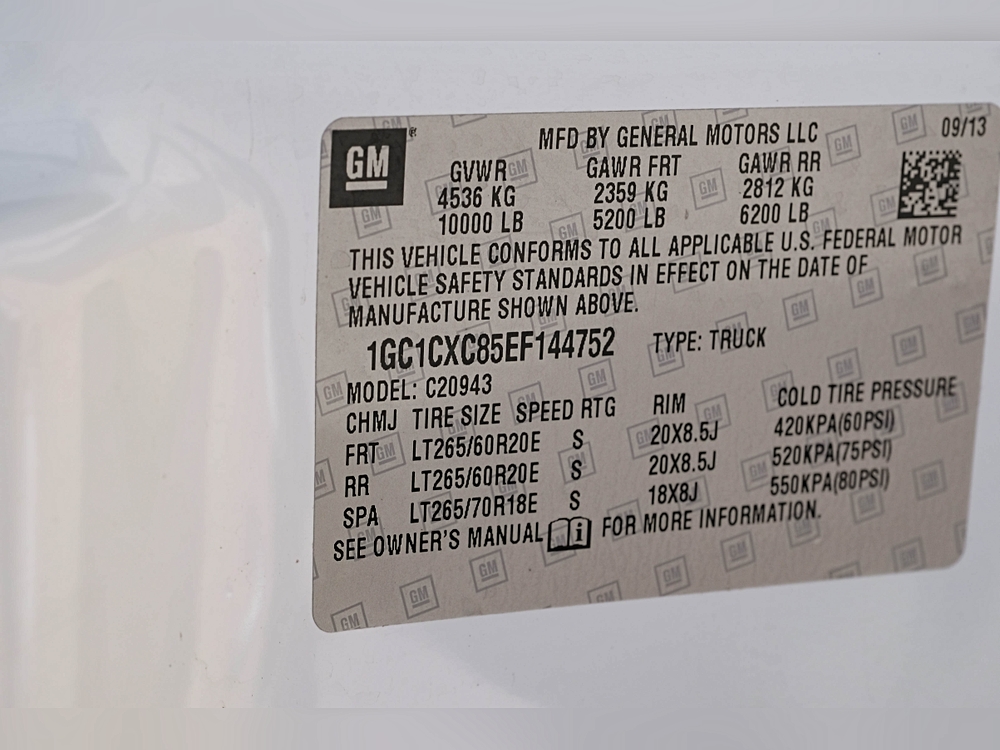 GM ® MFD BY GENERAL MOTORS LLC 09/13
GVWR GAWR FRT GAWR RR
4536 KG 2359 KG 2812 KG
10000 LB 5200 LB 6200 LB
THIS VEHICLE CONFORMS TO ALL APPLICABLE U.S. FEDERAL MOTOR
VEHICLE SAFETY STANDARDS IN EFFECT ON THE DATE OF
MANUFACTURE SHOWN ABOVE.
1GC1CXC85EF144752 TYPE: TRUCK
MODEL: C20943
CHMJ TIRE SIZE SPEED RTG RIM COLD TIRE PRESSURE
FRT LT265/60R20E S 20X8.5J 420KPA(60PSI)
RR LT265/60R20E S 20X8.5J 520KPA(75PSI)
SPA LT265/70R18E S 18X8J 550KPA(80PSI)
SEE OWNER'S MANUAL i FOR MORE INFORMATION.